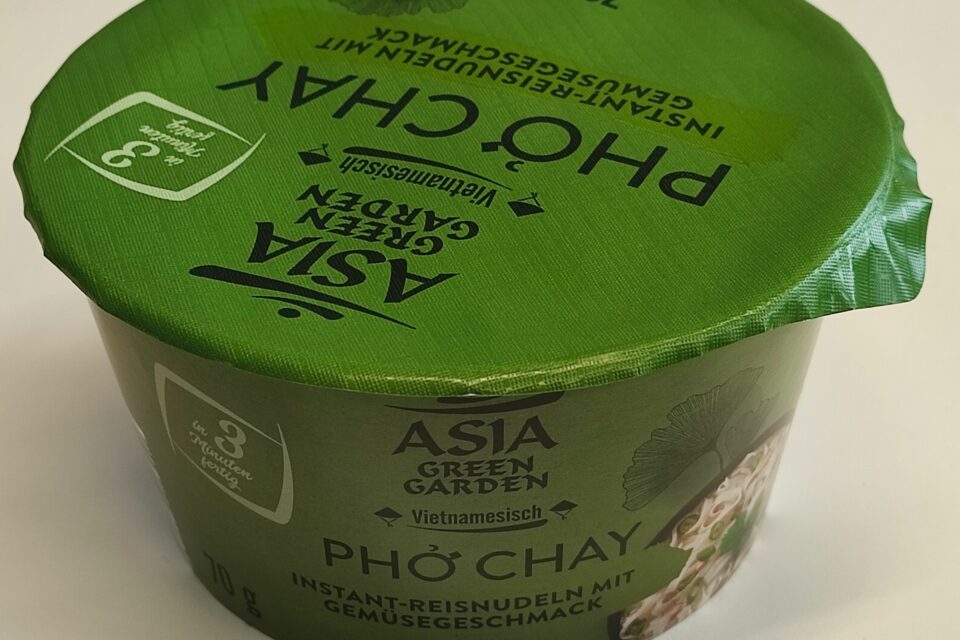 70
INSTANT-REISNUDELN MIT
GEMÜSEGESCHMACK
PHỞ CHAY
Vietnamesisch
ASIA
GREEN
GARDEN
in
3
Minuten
fertig
ASIA
GREEN
GARDEN
Vietnamesisch
PHỞ CHAY
INSTANT-REISNUDELN MIT
GEMÜSEGESCHMACK
in
3
Minuten
fertig
70 g